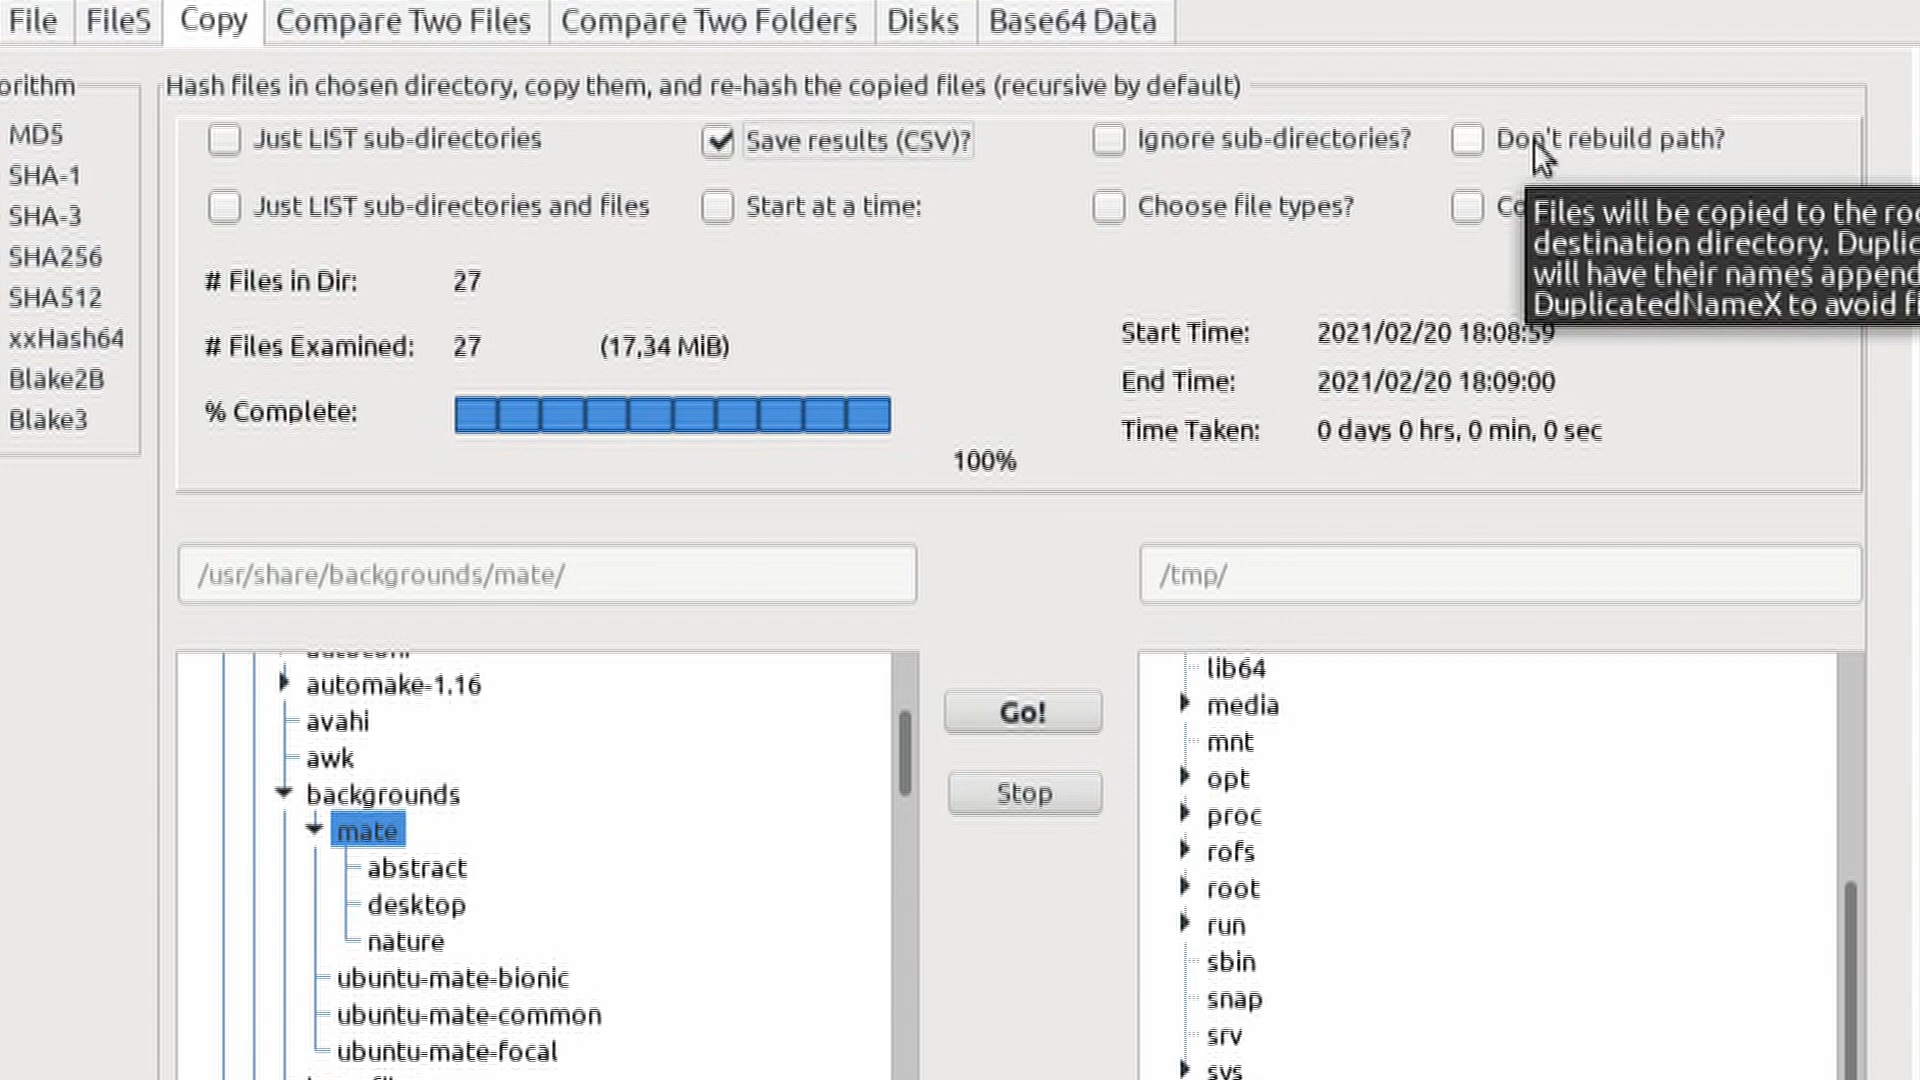 File FileS Copy Compare Two Files Compare Two Folders Disks Base64 Data
Hash files in chosen directory, copy them, and re-hash the copied files (recursive by default)
MD5
SHA-1
SHA-3
SHA256
SHA512
xxHash64
Blake2B
Blake3
Just LIST sub-directories
Save results (CSV)?
Ignore sub-directories?
Don't rebuild path?
Just LIST sub-directories and files
Start at a time:
Choose file types?
Files will be copied to the
destination directory.
will have their names
DuplicatedNameX to avoid
# Files in Dir: 27
# Files Examined: 27 (17,34 MiB)
% Complete:
100%
Start Time: 2021/02/20 18:08:59
End Time: 2021/02/20 18:09:00
Time Taken: 0 days 0 hrs, 0 min, 0 sec
/usr/share/backgrounds/mate/
/tmp/
automake-1.16
avahi
awk
backgrounds
mate
abstract
desktop
nature
ubuntu-mate-bionic
ubuntu-mate-common
ubuntu-mate-focal
Go!
Stop
lib64
media
mnt
opt
proc
rofs
root
run
sbin
snap
srv
sys